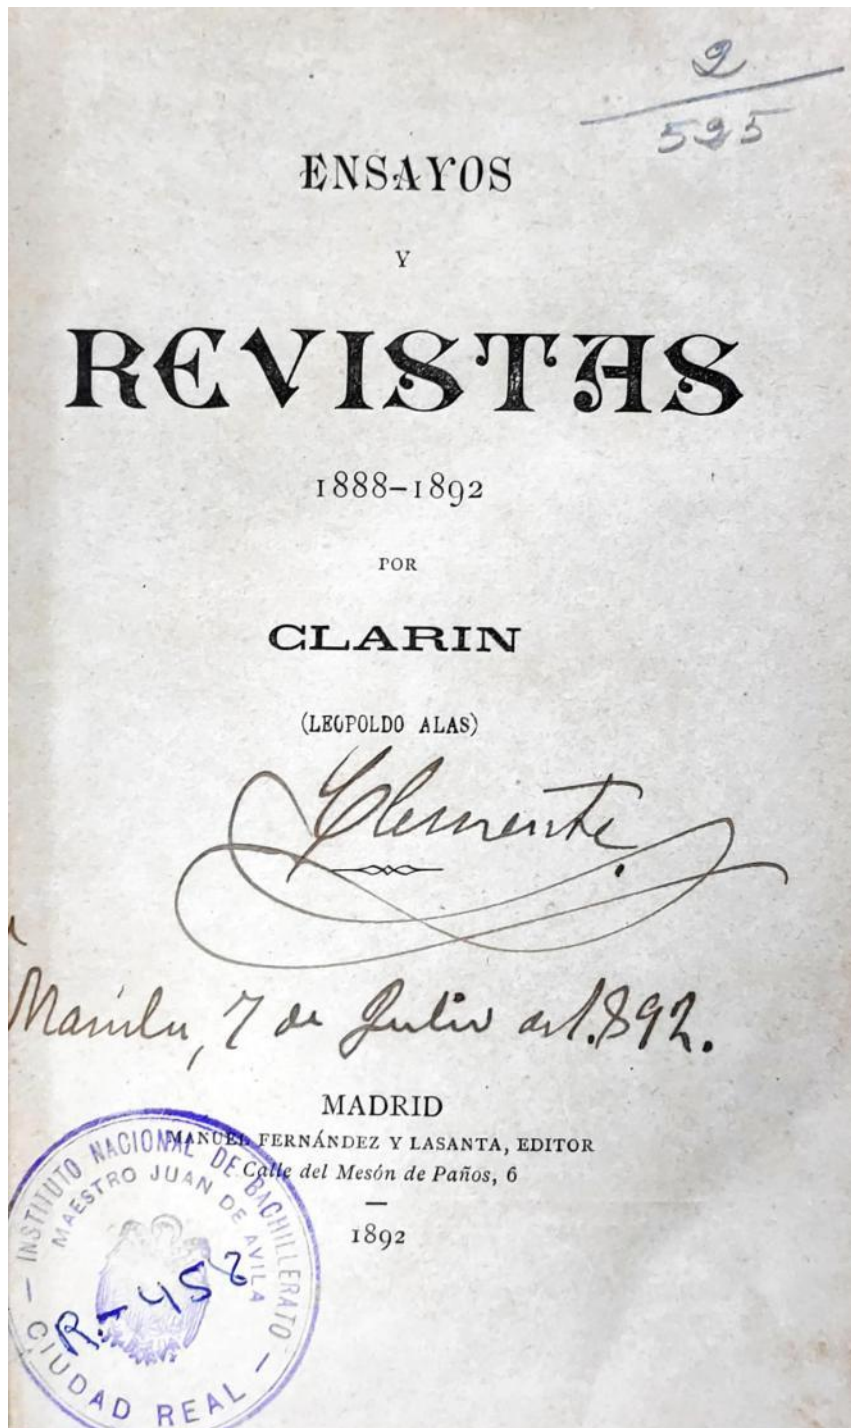 2
525
ENSAYOS
Y
REVISTAS
1888-1892
POR
CLARIN
(LEOPOLDO ALAS)
Clemente
Manila, 7 de Julio de 1.892.
MADRID
MANUEL FERNÁNDEZ Y LASANTA, EDITOR
Calle del Mesón de Paños, 6
1892
INSTITUTO NACIONAL DE BACHILLERATO
MAESTRO JUAN DE AVILA
R.-452
- CIUDAD REAL -